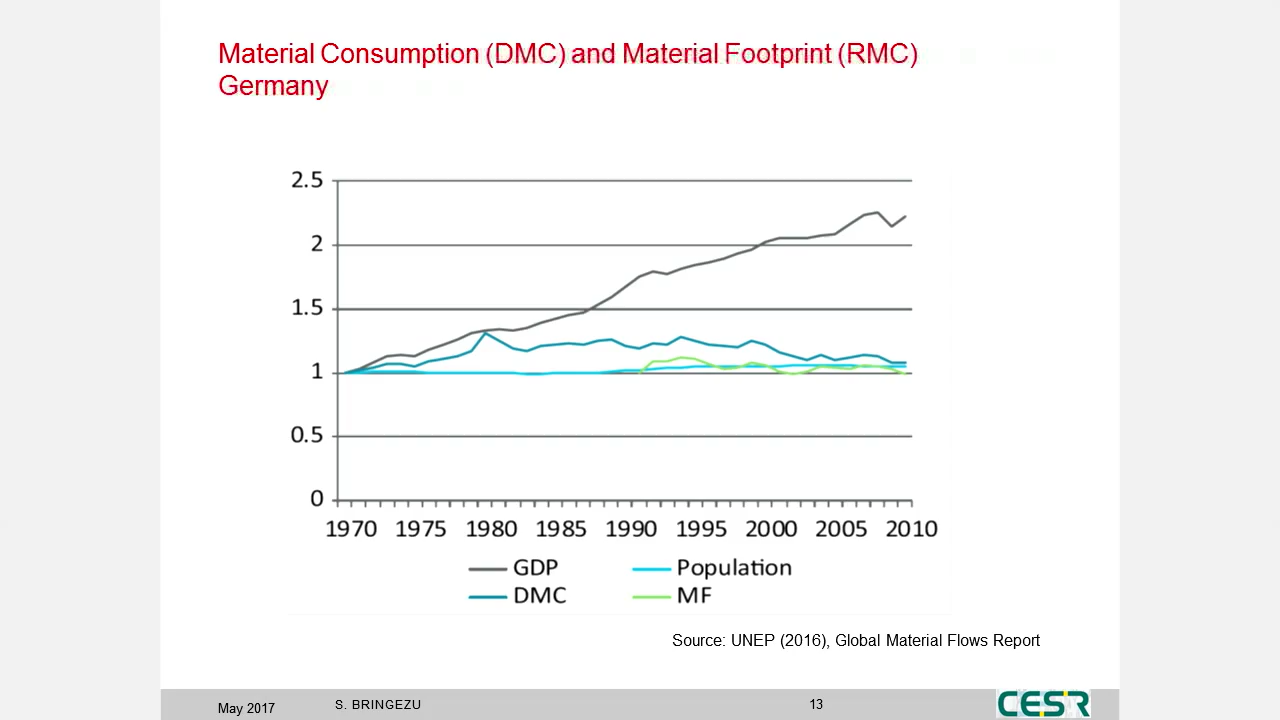 Material Consumption (DMC) and Material Footprint (RMC)
Germany
2.5
2
1.5
1
0.5
0
1970 1975 1980 1985 1990 1995 2000 2005 2010
GDP Population
DMC MF
Source: UNEP (2016), Global Material Flows Report
May 2017 S. BRINGEZU 13 CESR